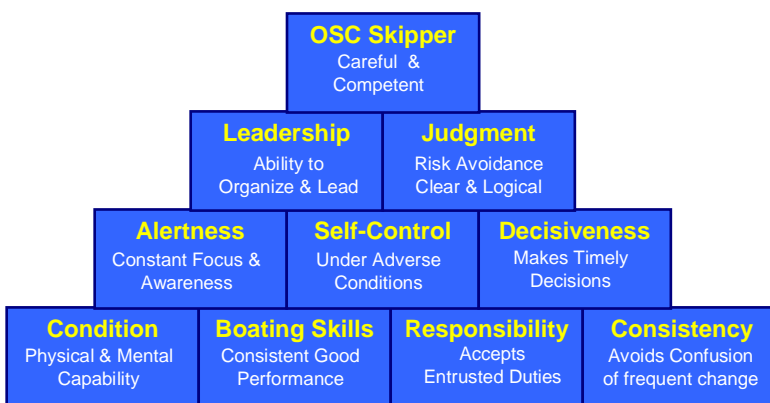 OSC Skipper
Careful &
Competent
Leadership
Ability to
Organize & Lead
Judgment
Risk Avoidance
Clear & Logical
Alertness
Constant Focus &
Awareness
Self-Control
Under Adverse
Conditions
Decisiveness
Makes Timely
Decisions
Condition
Physical & Mental
Capability
Boating Skills
Consistent Good
Performance
Responsibility
Accepts
Entrusted Duties
Consistency
Avoids Confusion
of frequent change